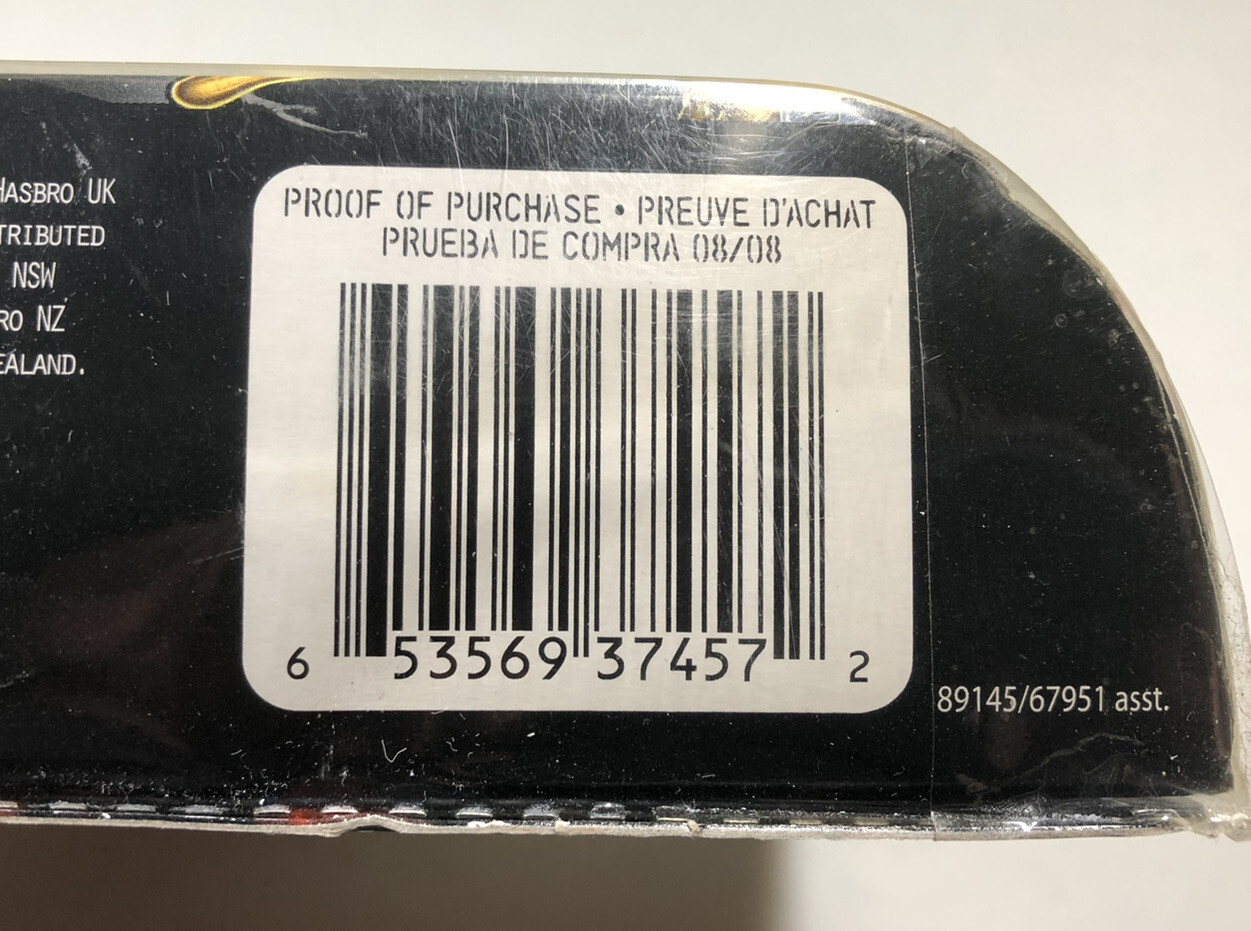 HASBRO UK
TRIBUTED
NSW
RO NZ
EALAND.
PROOF OF PURCHASE • PREUVE D'ACHAT
PRUEBA DE COMPRA 08/08
6 53569 37457 2
89145/67951 asst.